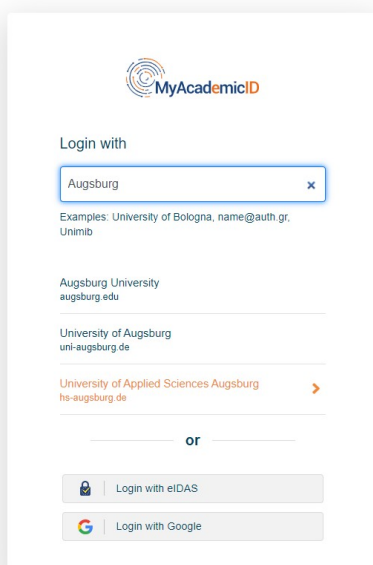 MyAcademicID
Login with
Augsburg
Examples: University of Bologna, name@auth.gr,
Unimib
Augsburg University
augsburg.edu
University of Augsburg
uni-augsburg.de
University of Applied Sciences Augsburg
hs-augsburg.de
or
Login with eIDAS
Login with Google